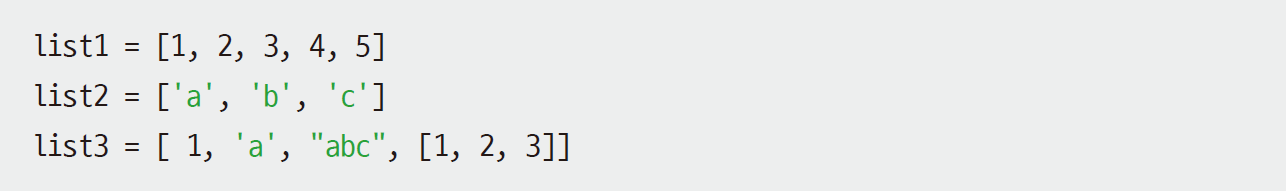 list1 = [1, 2, 3, 4, 5]
list2 = ['a', 'b', 'c']
list3 = [ 1, 'a', "abc", [1, 2, 3]]